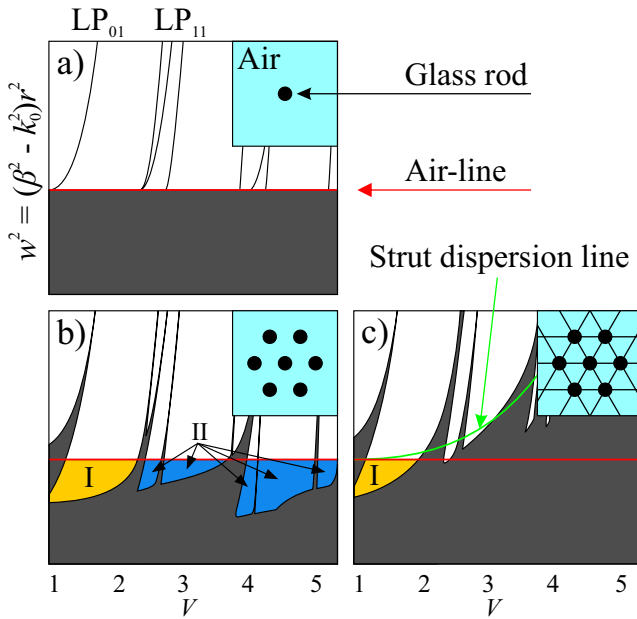 LP₀₁ LP₁₁
a) Air
Glass rod
Air-line
w² = (β² - k₀²)r²
Strut dispersion line
b) c)
II
I I
1 2 3 4 5 1 2 3 4 5
V V